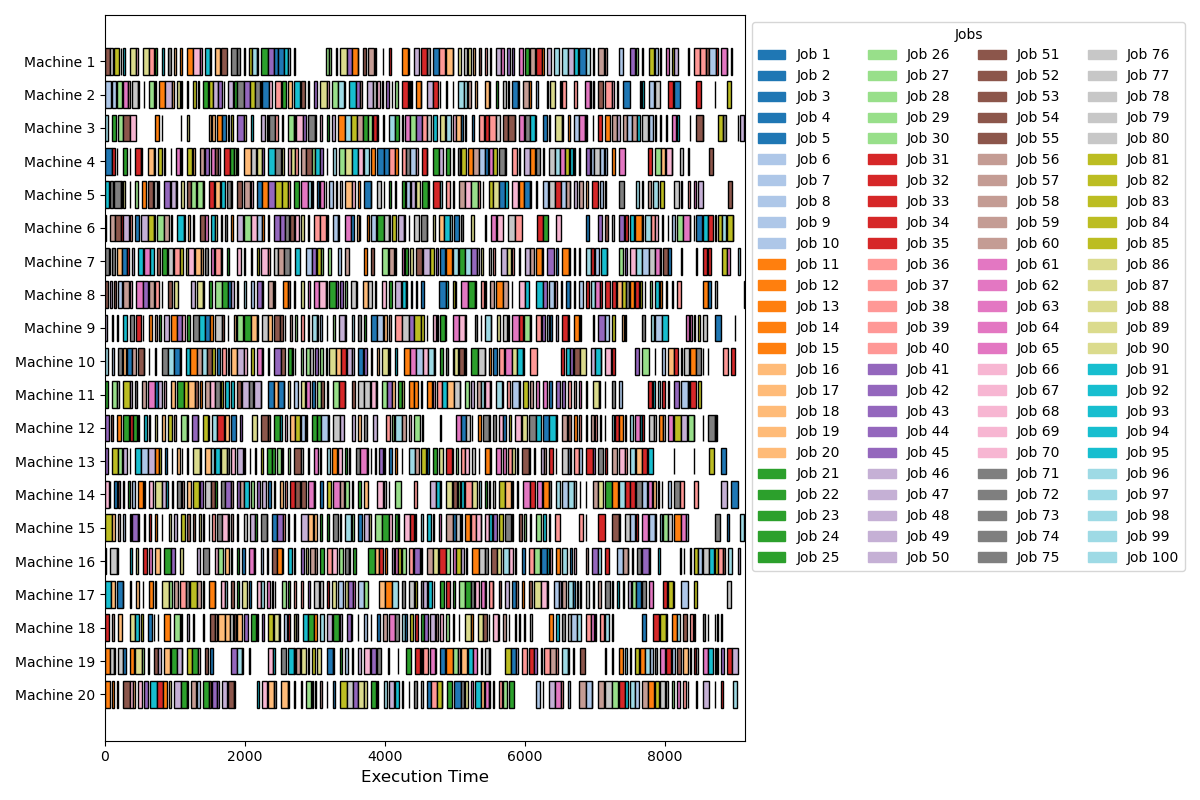 Machine 1
Machine 2
Machine 3
Machine 4
Machine 5
Machine 6
Machine 7
Machine 8
Machine 9
Machine 10
Machine 11
Machine 12
Machine 13
Machine 14
Machine 15
Machine 16
Machine 17
Machine 18
Machine 19
Machine 20
0 2000 4000 6000 8000
Execution Time
Jobs
Job 1 Job 26 Job 51 Job 76
Job 2 Job 27 Job 52 Job 77
Job 3 Job 28 Job 53 Job 78
Job 4 Job 29 Job 54 Job 79
Job 5 Job 30 Job 55 Job 80
Job 6 Job 31 Job 56 Job 81
Job 7 Job 32 Job 57 Job 82
Job 8 Job 33 Job 58 Job 83
Job 9 Job 34 Job 59 Job 84
Job 10 Job 35 Job 60 Job 85
Job 11 Job 36 Job 61 Job 86
Job 12 Job 37 Job 62 Job 87
Job 13 Job 38 Job 63 Job 88
Job 14 Job 39 Job 64 Job 89
Job 15 Job 40 Job 65 Job 90
Job 16 Job 41 Job 66 Job 91
Job 17 Job 42 Job 67 Job 92
Job 18 Job 43 Job 68 Job 93
Job 19 Job 44 Job 69 Job 94
Job 20 Job 45 Job 70 Job 95
Job 21 Job 46 Job 71 Job 96
Job 22 Job 47 Job 72 Job 97
Job 23 Job 48 Job 73 Job 98
Job 24 Job 49 Job 74 Job 99
Job 25 Job 50 Job 75 Job 100